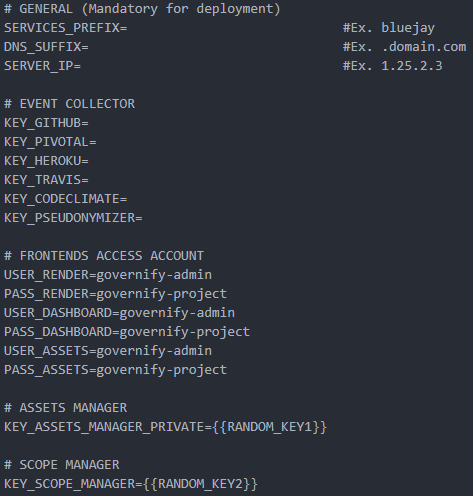 # GENERAL (Mandatory for deployment)
SERVICES_PREFIX= #Ex. bluejay
DNS_SUFFIX= #Ex. .domain.com
SERVER_IP= #Ex. 1.25.2.3
# EVENT COLLECTOR
KEY_GITHUB=
KEY_PIVOTAL=
KEY_HEROKU=
KEY_TRAVIS=
KEY_CODECLIMATE=
KEY_PSEUDONYMIZER=
# FRONTENDS ACCESS ACCOUNT
USER_RENDER=governify-admin
PASS_RENDER=governify-project
USER_DASHBOARD=governify-admin
PASS_DASHBOARD=governify-project
USER_ASSETS=governify-admin
PASS_ASSETS=governify-project
# ASSETS MANAGER
KEY_ASSETS_MANAGER_PRIVATE={{RANDOM_KEY1}}
# SCOPE MANAGER
KEY_SCOPE_MANAGER={{RANDOM_KEY2}}